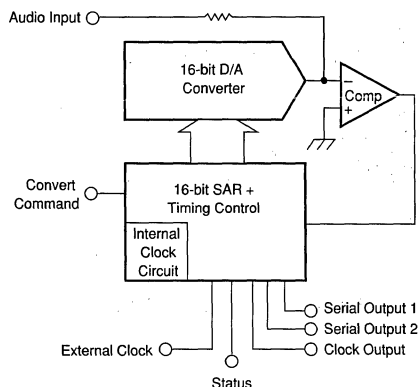 Audio Input
16-bit D/A
Converter
−
Comp
+
Convert
Command
16-bit SAR +
Timing Control
Internal
Clock
Circuit
Serial Output 1
Serial Output 2
External Clock
Clock Output
Status